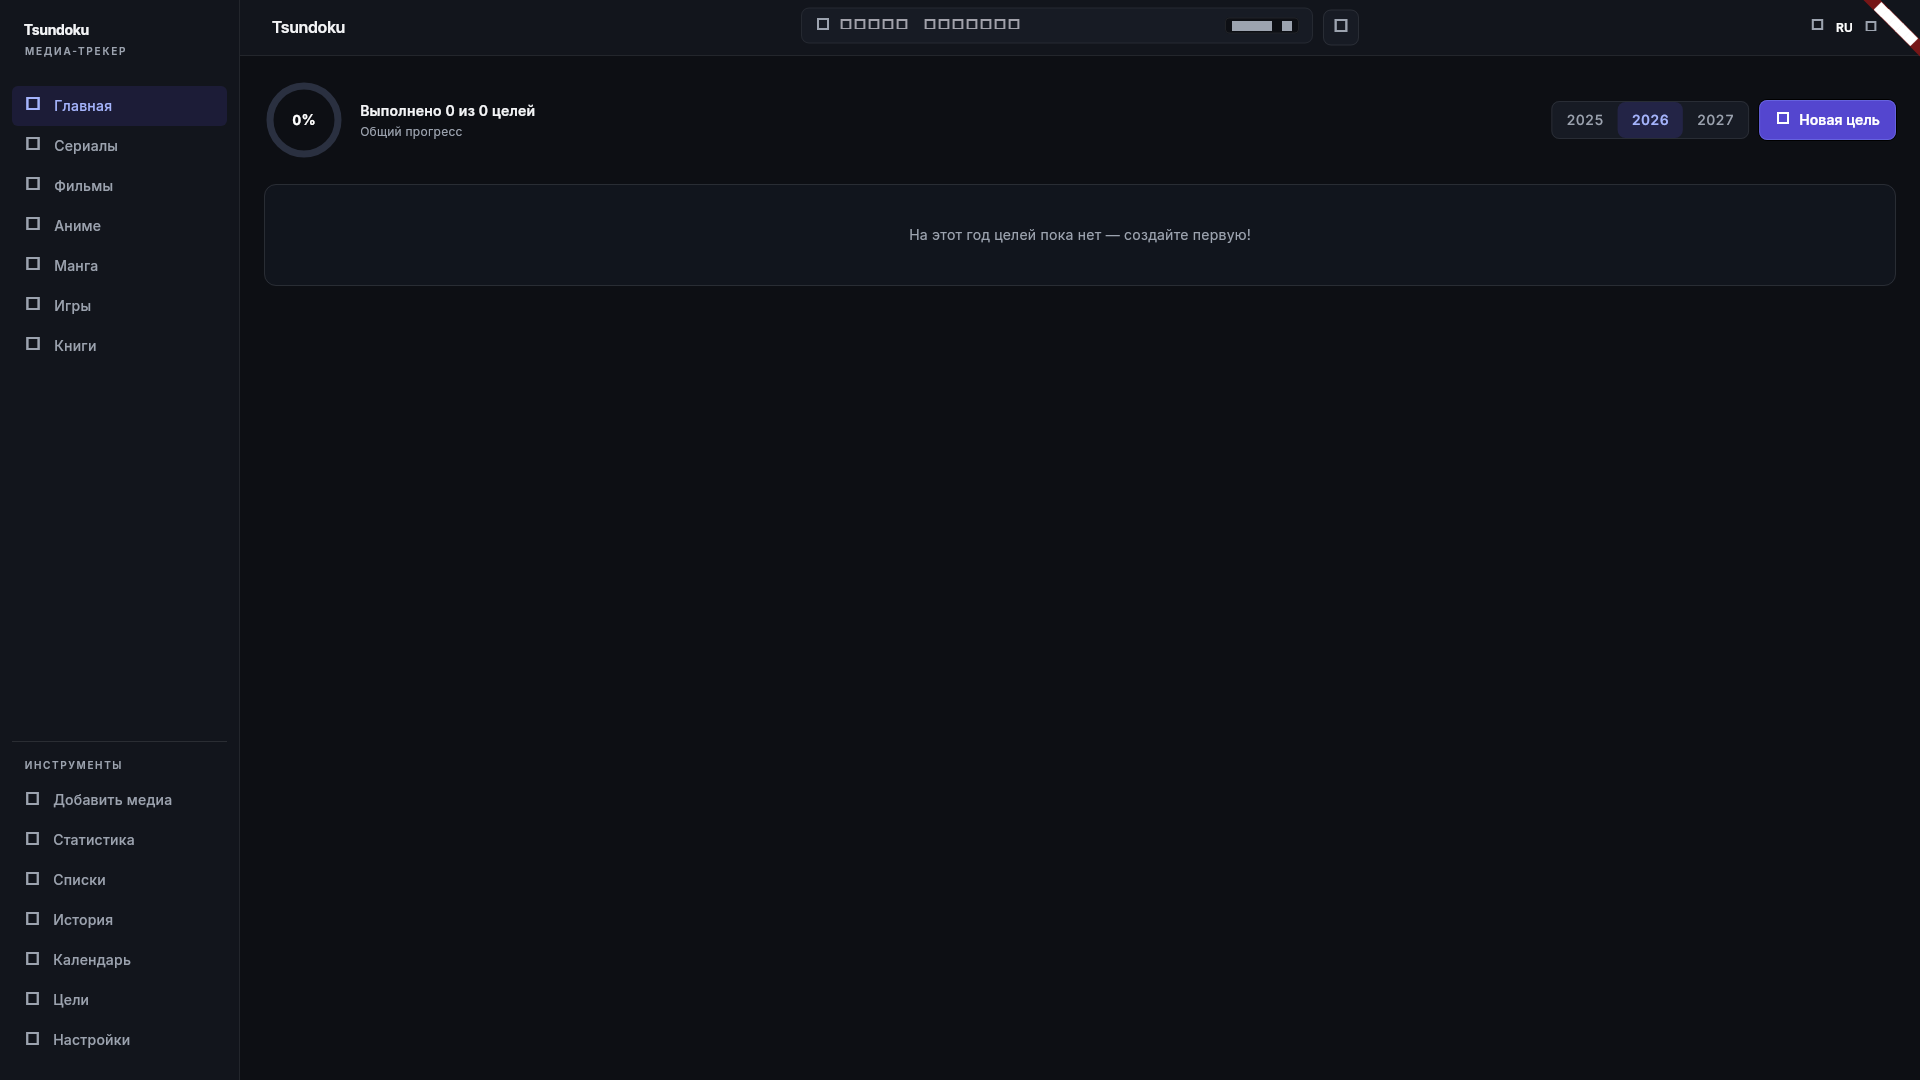 Tsundoku
МЕДИА-ТРЕКЕР
Главная
Сериалы
Фильмы
Аниме
Манга
Игры
Книги
ИНСТРУМЕНТЫ
Добавить медиа
Статистика
Списки
История
Календарь
Цели
Настройки
Tsundoku
RU
0%
Выполнено 0 из 0 целей
Общий прогресс
2025 2026 2027
Новая цель
На этот год целей пока нет — создайте первую!